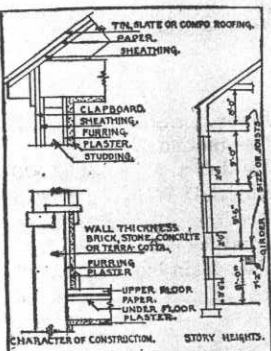 TIN, SLATE OR COMPO ROOFING.
PAPER.
SHEATHING.
CLAPBOARD.
SHEATHING.
FURRING
PLASTER
STUDDING.
WALL THICKNESS
BRICK, STONE, CONCRETE
OR TERRA-COTTA.
FURRING
PLASTER
UPPER FLOOR
PAPER.
UNDER FLOOR
PLASTER.
CHARACTER OF CONSTRUCTION.
SIZE OF JOISTS
GIRDER
STORY HEIGHTS.